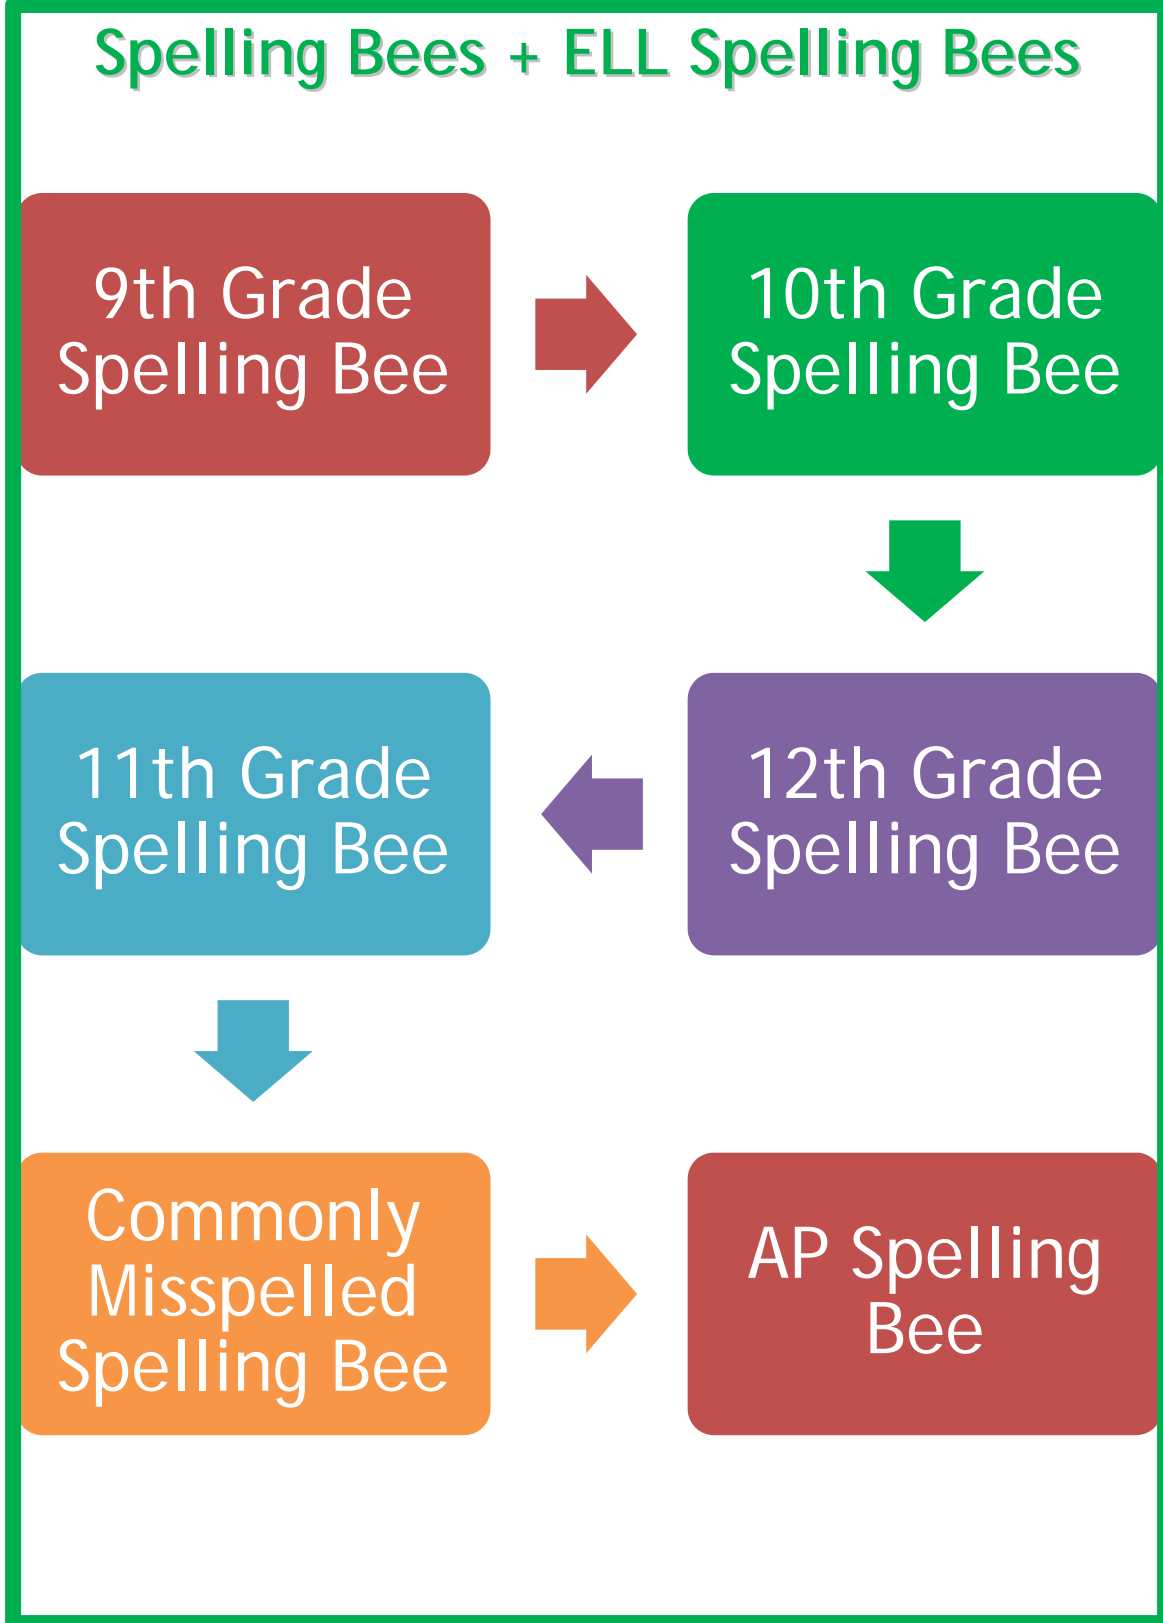 Spelling Bees + ELL Spelling Bees
9th Grade
Spelling Bee
10th Grade
Spelling Bee
12th Grade
Spelling Bee
11th Grade
Spelling Bee
Commonly
Misspelled
Spelling Bee
AP Spelling
Bee